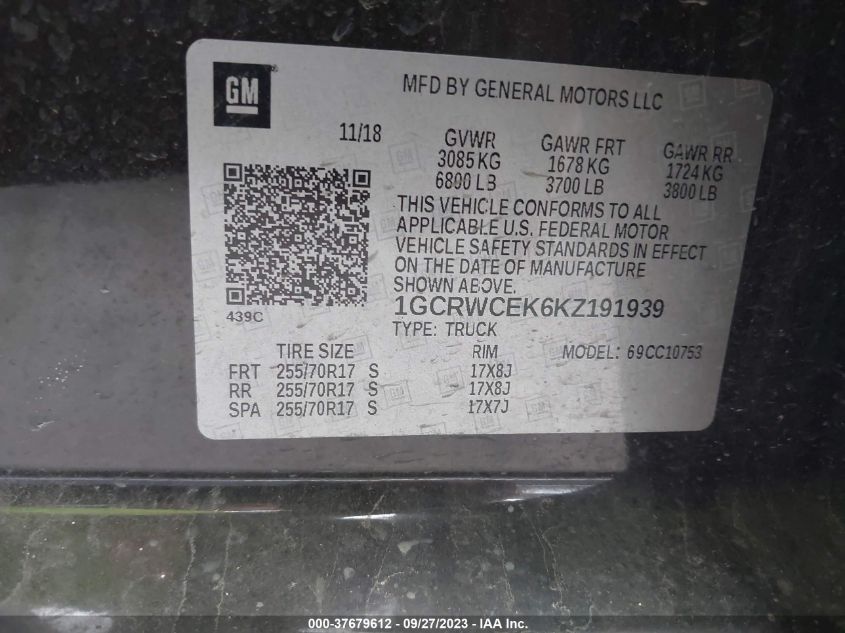 GM ®
MFD BY GENERAL MOTORS LLC
11/18
GVWR GAWR FRT GAWR RR
3085 KG 1678 KG 1724 KG
6800 LB 3700 LB 3800 LB
THIS VEHICLE CONFORMS TO ALL
APPLICABLE U.S. FEDERAL MOTOR
VEHICLE SAFETY STANDARDS IN EFFECT
ON THE DATE OF MANUFACTURE
SHOWN ABOVE.
439C
1GCRWCEK6KZ191939
TYPE: TRUCK
TIRE SIZE RIM MODEL: 69CC10753
FRT 255/70R17 S 17X8J
RR 255/70R17 S 17X8J
SPA 255/70R17 S 17X7J
000-37679612 - 09/27/2023 - IAA Inc.